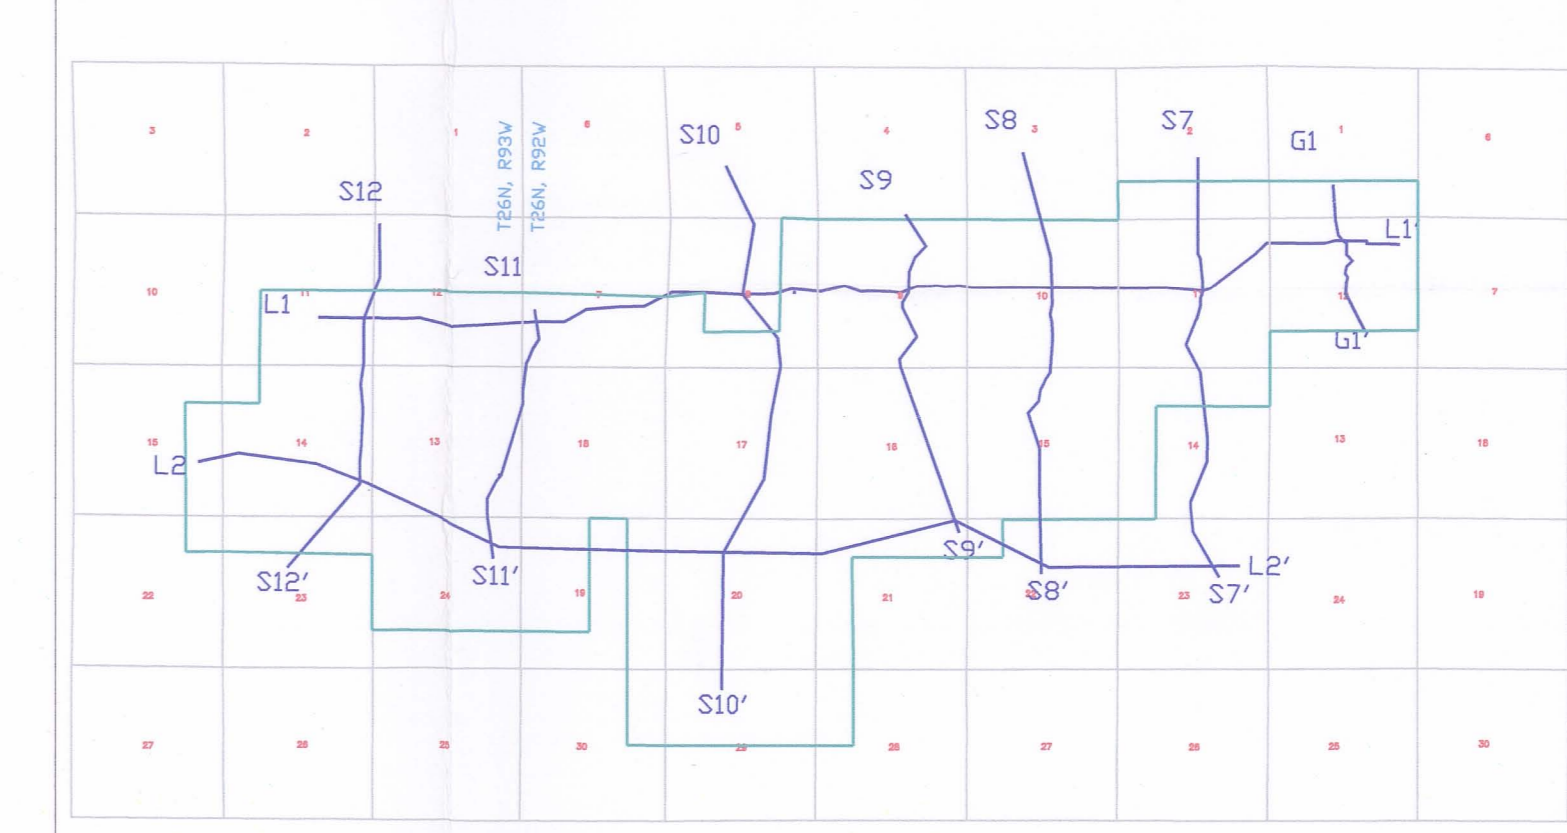 S10 5 4 S8 3 S7 2 G1 1 6
3 2 1 6
T26N, R93W
T26N, R92W
S12 S9
S11 L1'
10 11 12 7 8 9 10 11 12 7
L1
G1'
15 14 13 18 17 16 15 14 13 18
L2
S9'
S12' S11' S8' L2'
S7'
22 23 24 19 20 21 22 23 24 19
S10'
27 26 25 30 29 28 27 26 25 30